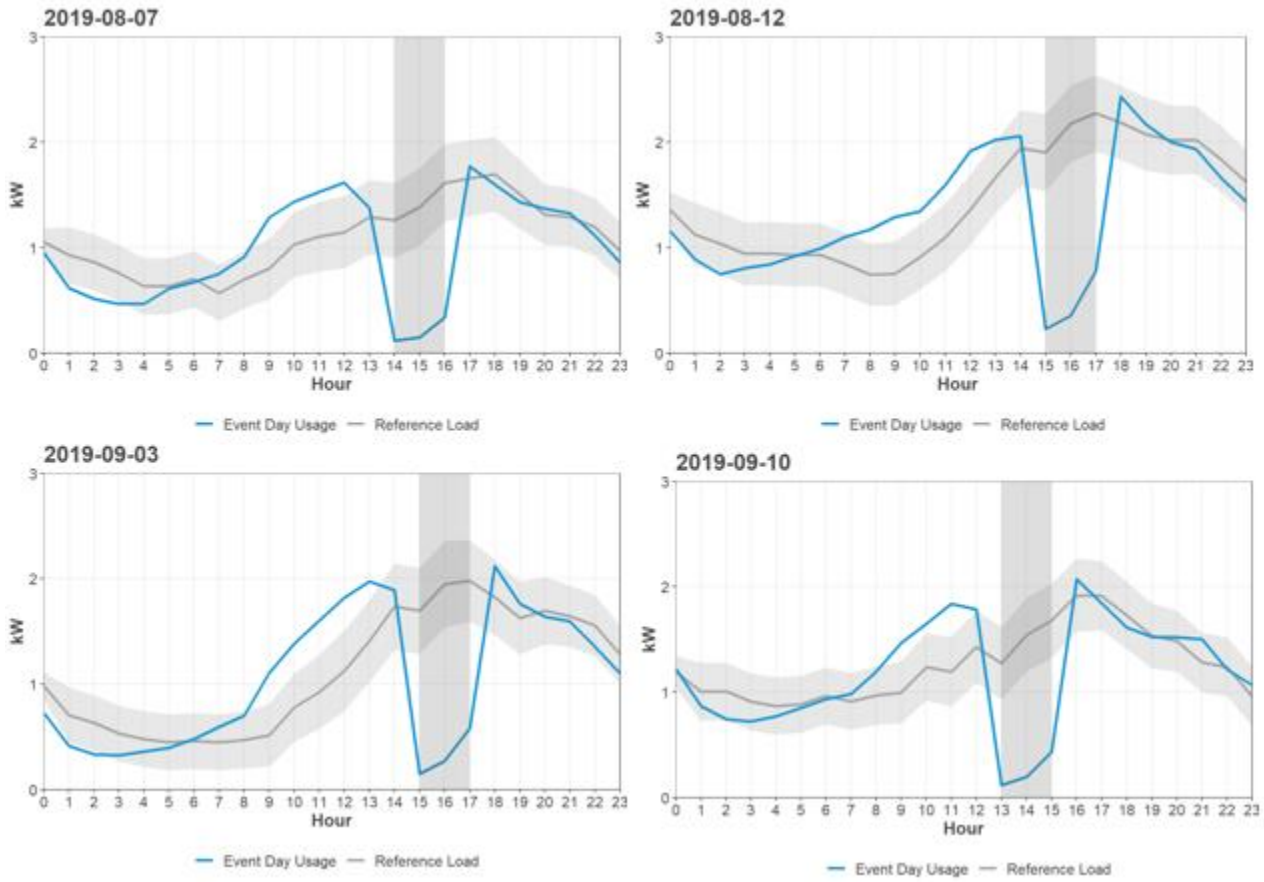 2019-08-07
3
2
1
0
kW
0 1 2 3 4 5 6 7 8 9 10 11 12 13 14 15 16 17 18 19 20 21 22 23
Hour
Event Day Usage Reference Load
2019-08-12
3
2
1
0
kW
0 1 2 3 4 5 6 7 8 9 10 11 12 13 14 15 16 17 18 19 20 21 22 23
Hour
Event Day Usage Reference Load
2019-09-03
3
2
1
0
kW
0 1 2 3 4 5 6 7 8 9 10 11 12 13 14 15 16 17 18 19 20 21 22 23
Hour
Event Day Usage Reference Load
2019-09-10
3
2
1
0
kW
0 1 2 3 4 5 6 7 8 9 10 11 12 13 14 15 16 17 18 19 20 21 22 23
Hour
Event Day Usage Reference Load